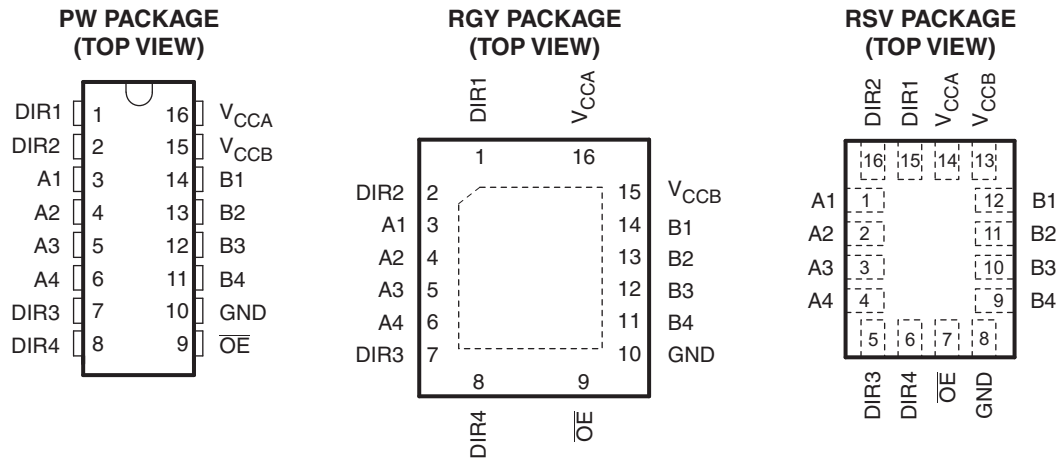 PW PACKAGE
(TOP VIEW)
DIR1 1 16 VCCA
DIR2 2 15 VCCB
A1 3 14 B1
A2 4 13 B2
A3 5 12 B3
A4 6 11 B4
DIR3 7 10 GND
DIR4 8 9 O̅E̅
RGY PACKAGE
(TOP VIEW)
DIR1 VCCA
1 16
DIR2 2 15 VCCB
A1 3 14 B1
A2 4 13 B2
A3 5 12 B3
A4 6 11 B4
DIR3 7 10 GND
8 9
DIR4 O̅E̅
RSV PACKAGE
(TOP VIEW)
DIR2 DIR1 VCCA VCCB
16 15 14 13
A1 1 12 B1
A2 2 11 B2
A3 3 10 B3
A4 4 9 B4
5 6 7 8
DIR3 DIR4 O̅E̅ GND